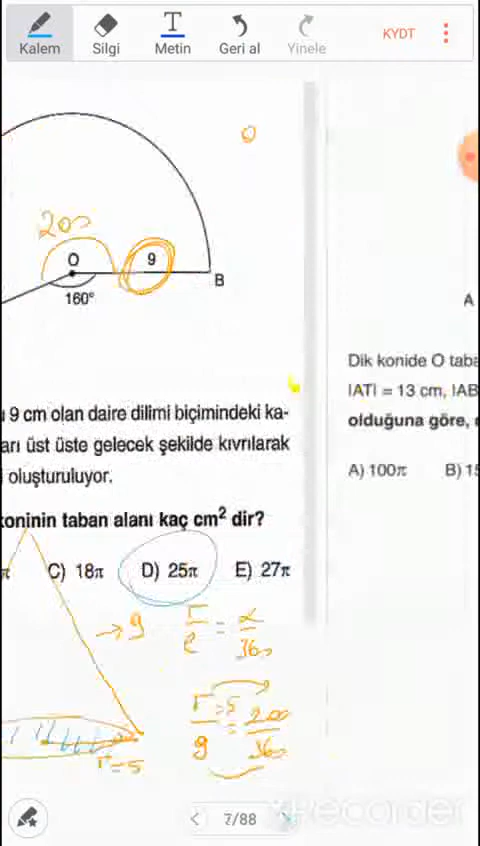 Kalem Silgi Metin Geri al Yinele KYDT
200
O 9
B
160°
A
9 cm olan daire dilimi biçimindeki ka-
arı üst üste gelecek şekilde kıvrılarak
oluşturuluyor.
koninin taban alanı kaç cm² dir?
π C) 18π D) 25π E) 27π
Dik konide O taba
|AT| = 13 cm, |AB
olduğuna göre,
A) 100π B) 15
→ 9 r/l = α/360
r=5
r/9 = 200/360
r=5
7/88
Recorder